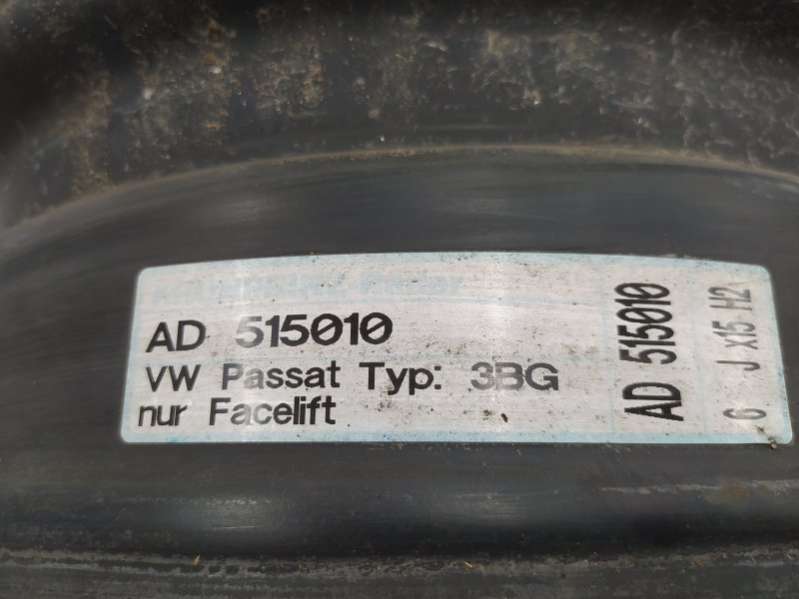 AD 515010
VW Passat Typ: 3BG
nur Facelift
AD 515010
6 J x15 H2